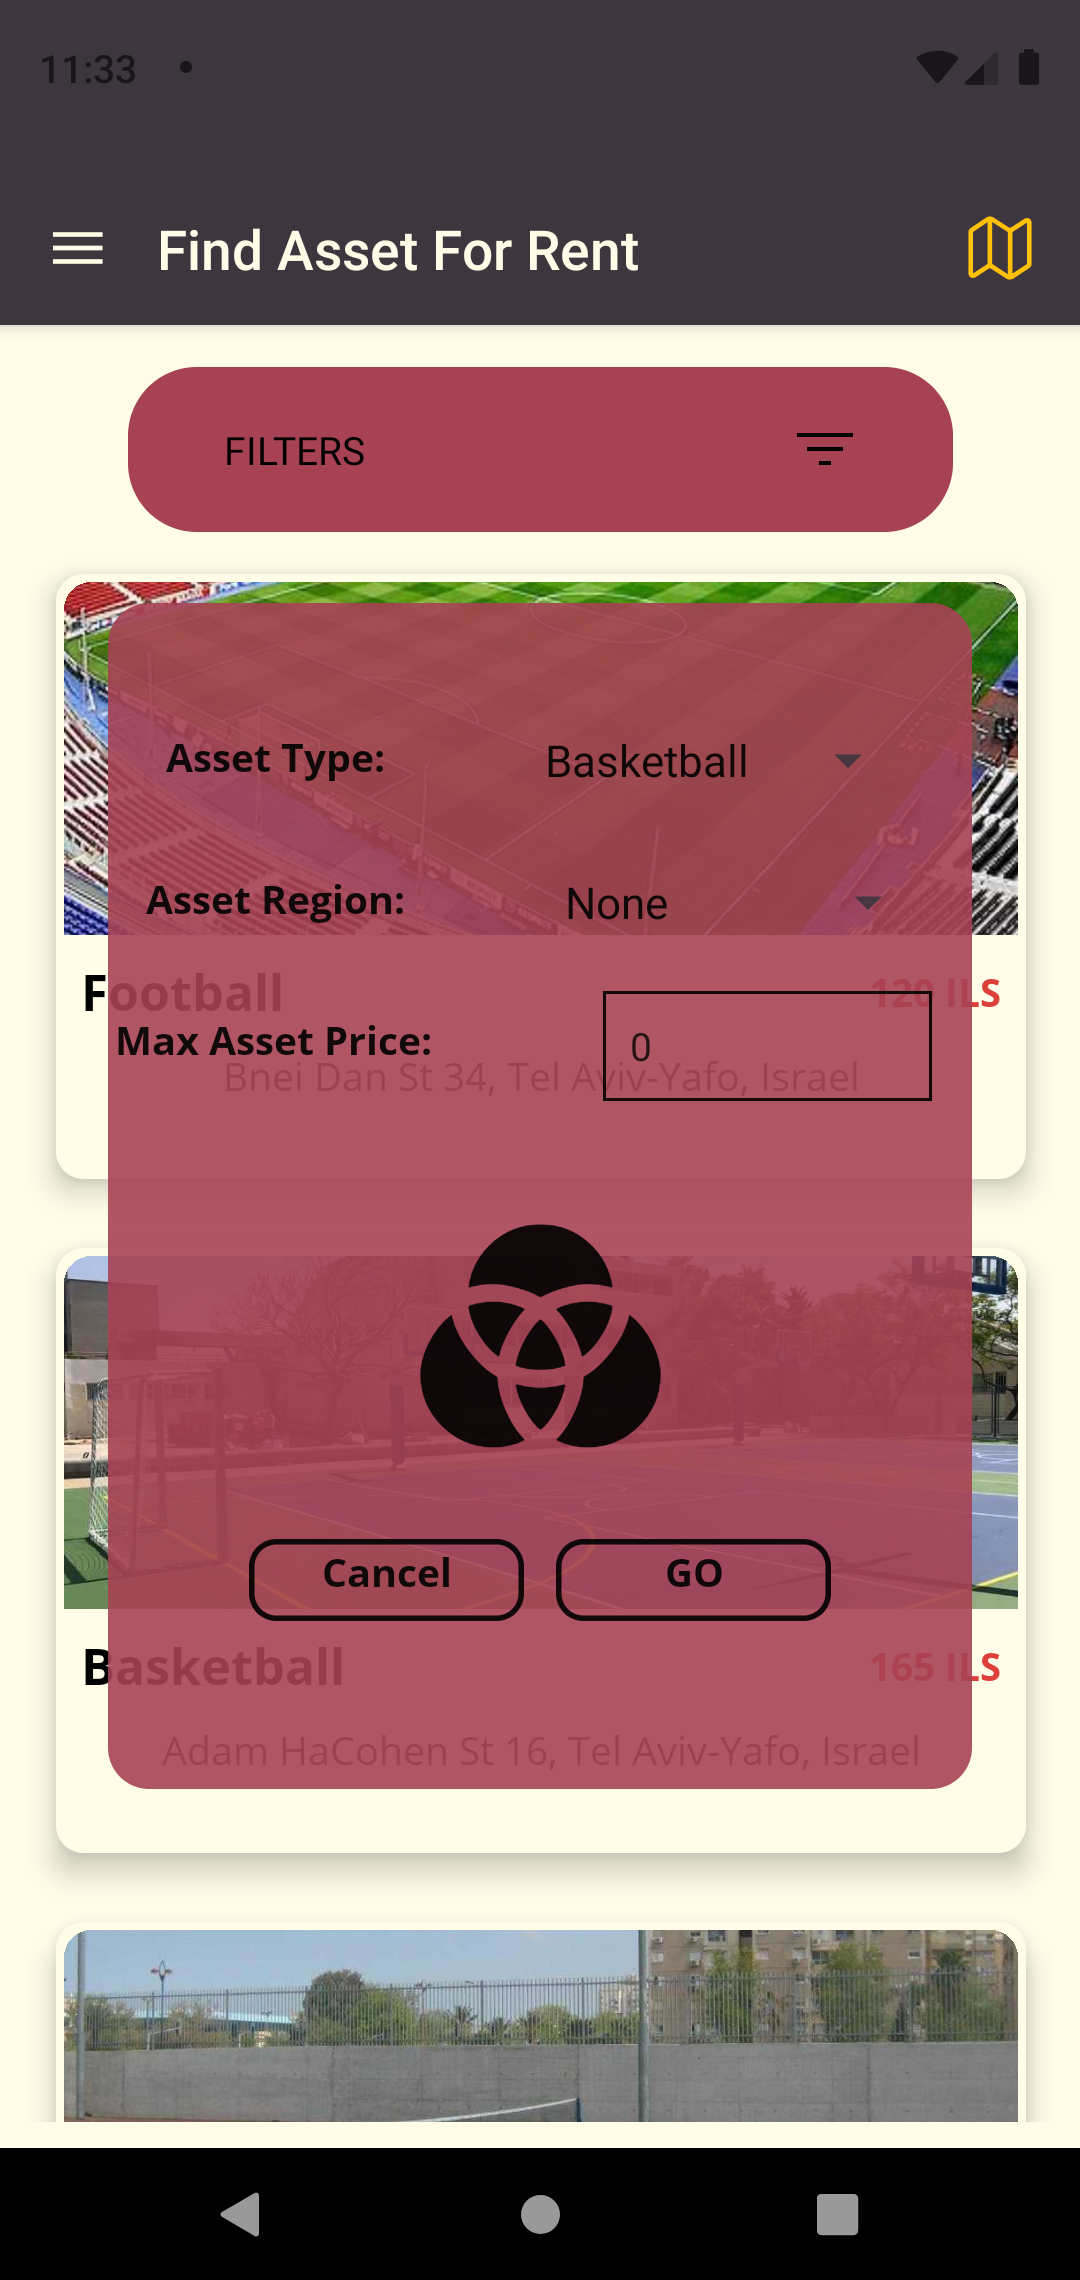 11:33
Find Asset For Rent
FILTERS
Asset Type: Basketball
Asset Region: None
Football 120 ILS
Max Asset Price: 0
Bnei Dan St 34, Tel Aviv-Yafo, Israel
Cancel GO
Basketball 165 ILS
Adam HaCohen St 16, Tel Aviv-Yafo, Israel